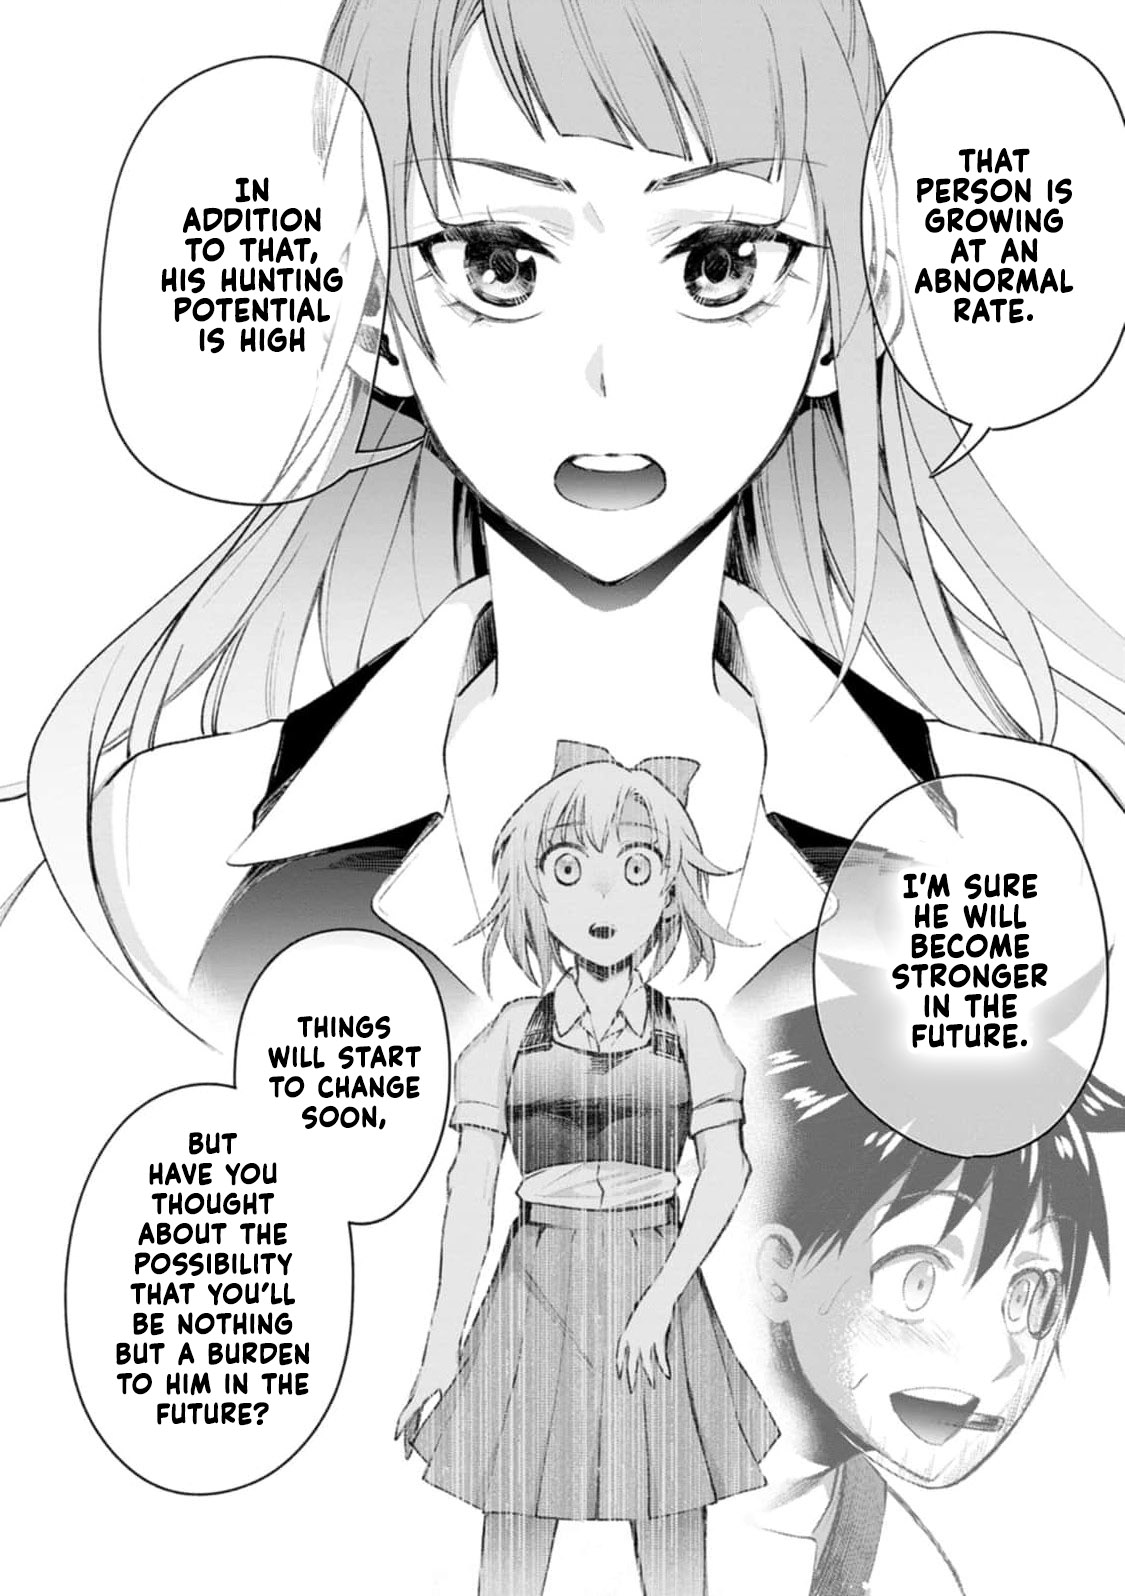 THAT
PERSON IS
GROWING
AT AN
ABNORMAL
RATE.
IN
ADDITION
TO THAT,
HIS HUNTING
POTENTIAL
IS HIGH
I'M SURE
HE WILL
BECOME
STRONGER
IN THE
FUTURE.
THINGS
WILL START
TO CHANGE
SOON,
BUT
HAVE YOU
THOUGHT
ABOUT THE
POSSIBILITY
THAT YOU'LL
BE NOTHING
BUT A BURDEN
TO HIM IN THE
FUTURE?